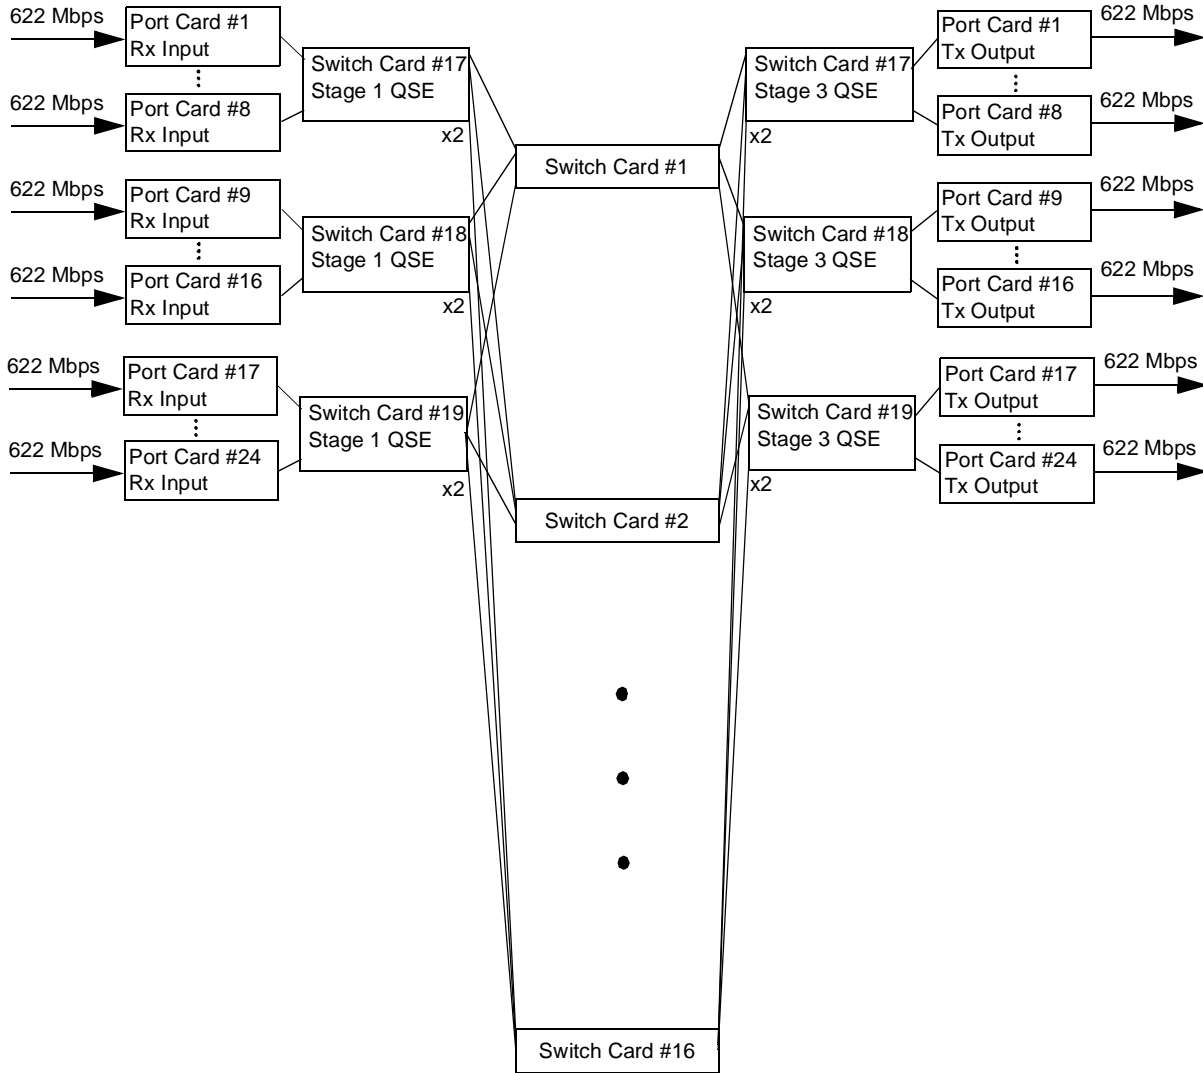 622 Mbps
Port Card #1
Rx Input
622 Mbps
Port Card #8
Rx Input
Switch Card #17
Stage 1 QSE
x2
622 Mbps
Port Card #9
Rx Input
622 Mbps
Port Card #16
Rx Input
Switch Card #18
Stage 1 QSE
x2
622 Mbps
Port Card #17
Rx Input
622 Mbps
Port Card #24
Rx Input
Switch Card #19
Stage 1 QSE
x2
Switch Card #1
Switch Card #2
Switch Card #16
Switch Card #17
Stage 3 QSE
x2
Port Card #1
Tx Output
622 Mbps
Port Card #8
Tx Output
622 Mbps
Switch Card #18
Stage 3 QSE
x2
Port Card #9
Tx Output
622 Mbps
Port Card #16
Tx Output
622 Mbps
Switch Card #19
Stage 3 QSE
x2
Port Card #17
Tx Output
622 Mbps
Port Card #24
Tx Output
622 Mbps